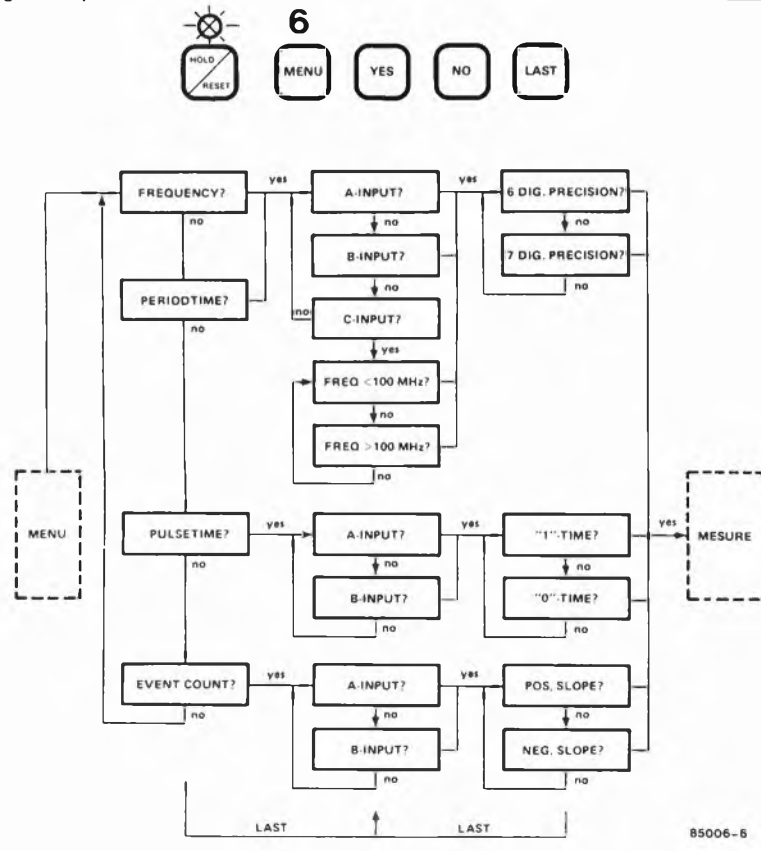 6
HOLD
RESET
MENU
YES
NO
LAST
FREQUENCY?
yes
A-INPUT?
yes
6 DIG. PRECISION?
no
no
no
B-INPUT?
7 DIG. PRECISION?
no
no
PERIODTIME?
no
no
C-INPUT?
yes
FREQ <100 MHz?
no
FREQ >100 MHz?
no
MENU
PULSETIME?
yes
A-INPUT?
yes
"1"-TIME?
yes
MESURE
no
no
no
B-INPUT?
"0"-TIME?
no
no
EVENT COUNT?
yes
A-INPUT?
yes
POS. SLOPE?
no
no
no
B-INPUT?
NEG. SLOPE?
no
no
LAST
LAST
85006-6